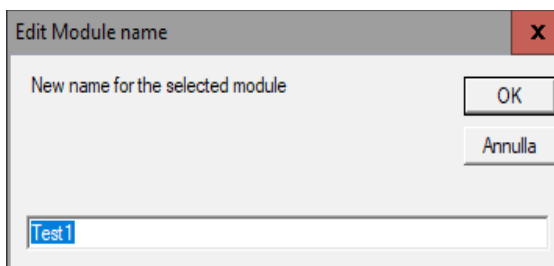 Edit Module name
x
New name for the selected module
OK
Annulla
Test1